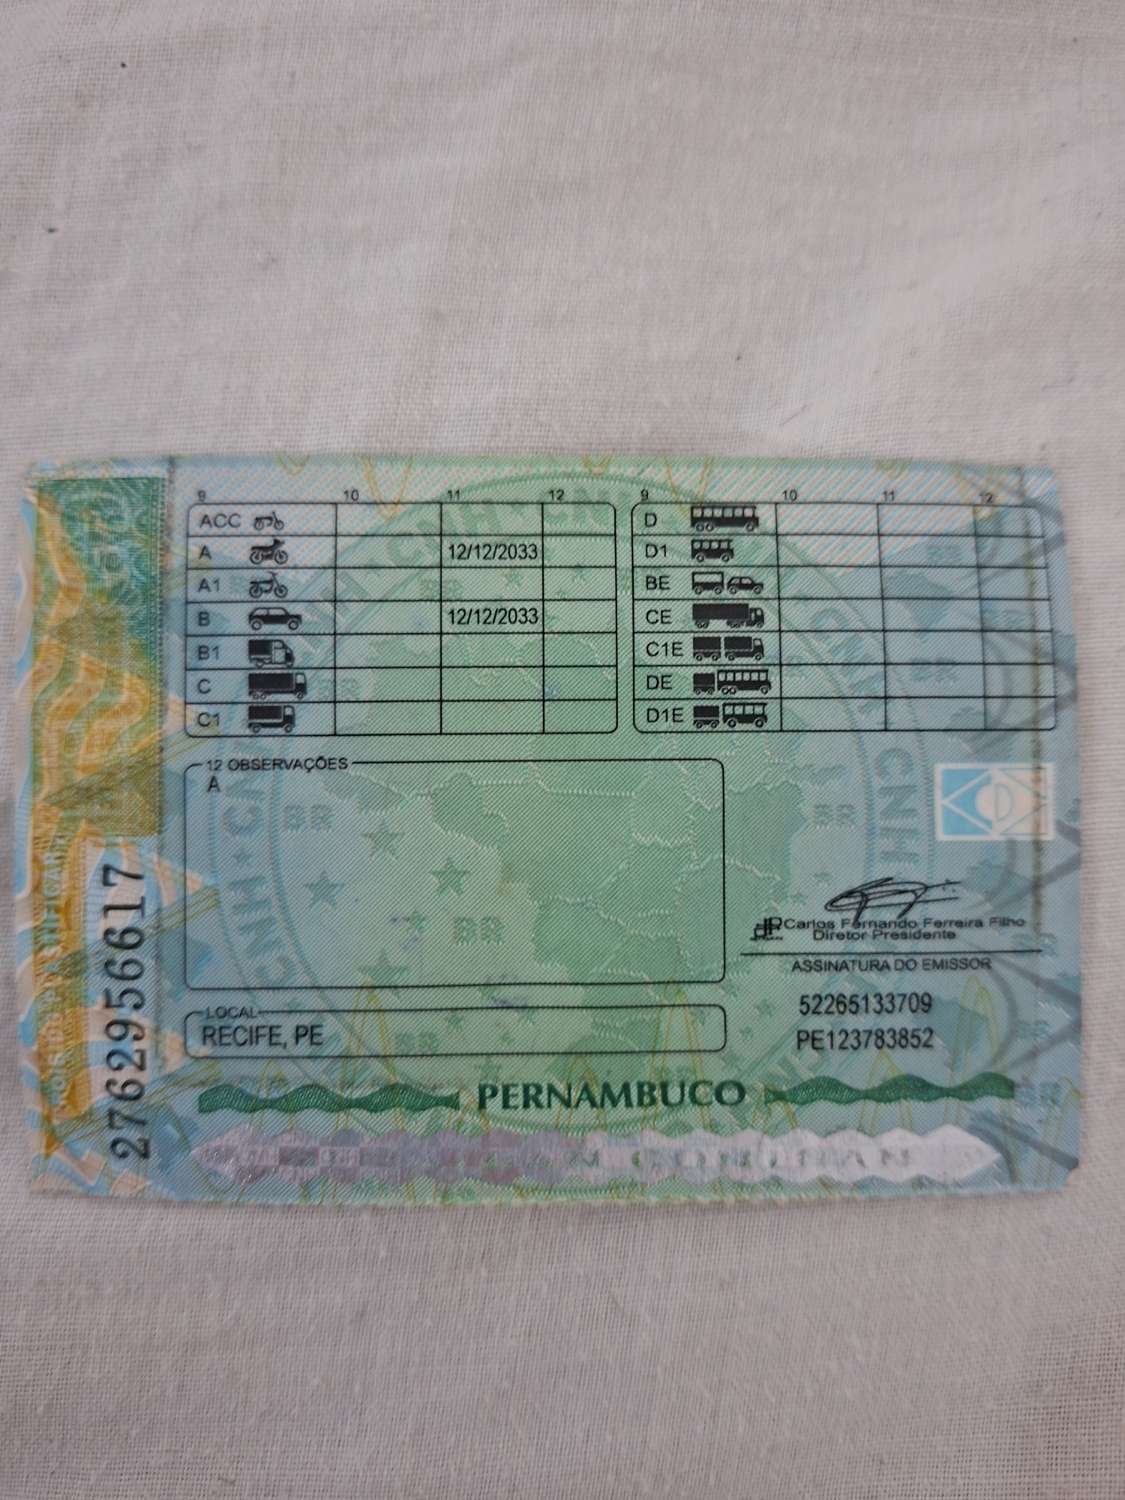 9 10 11 12
ACC
A 12/12/2033
A1
B 12/12/2033
B1
C
C1
9 10 11 12
D
D1
BE
CE
C1E
DE
D1E
12 OBSERVAÇÕES
A
Carlos Fernando Ferreira Filho
Diretor Presidente
ASSINATURA DO EMISSOR
52265133709
PE123783852
LOCAL
RECIFE, PE
PERNAMBUCO
2762956617
CNH
BR